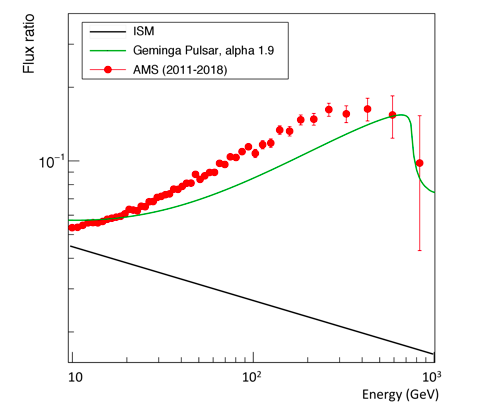 Flux ratio
ISM
Geminga Pulsar, alpha 1.9
AMS (2011-2018)
10⁻¹
10
10²
10³
Energy (GeV)